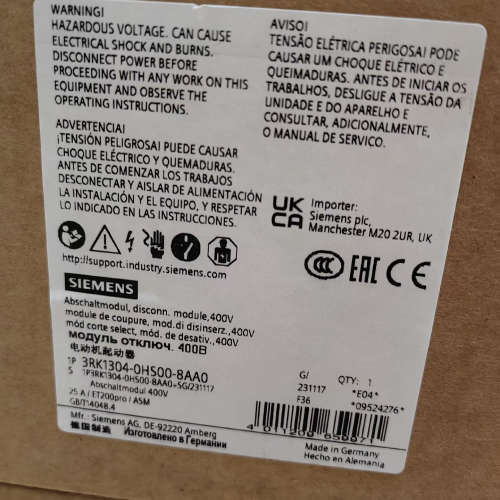 WARNING!
HAZARDOUS VOLTAGE. CAN CAUSE
ELECTRICAL SHOCK AND BURNS.
DISCONNECT POWER BEFORE
PROCEEDING WITH ANY WORK ON THIS
EQUIPMENT AND OBSERVE THE
OPERATING INSTRUCTIONS.
AVISO!
TENSÃO ELÉTRICA PERIGOSA! PODE
CAUSAR UM CHOQUE ELÉTRICO E
QUEIMADURAS. ANTES DE INICIAR OS
TRABALHOS, DESLIGUE A TENSÃO DA
UNIDADE E DO APARELHO E
CONSULTAR, ADICIONALMENTE,
O MANUAL DE SERVICO.
ADVERTENCIA!
¡TENSIÓN PELIGROSA! PUEDE CAUSAR
CHOQUE ELÉCTRICO Y QUEMADURAS.
ANTES DE COMENZAR LOS TRABAJOS
DESCONECTAR Y AISLAR DE ALIMENTACIÓN
LA INSTALACIÓN Y EL EQUIPO, Y RESPETAR
LO INDICADO EN LAS INSTRUCCIONES.
UK
CA
Importer:
Siemens plc,
Manchester M20 2UR, UK
http://support.industry.siemens.com
CCC EAC CE
SIEMENS
Abschaltmodul, disconn. module,400V
module de coupure, mod.di disinserz.,400V
mód corte select, mód. de desativ.,400V
модуль отключ. 400В
电动机起动器
1P 3RK1304-0HS00-8AA0
S 1P3RK1304-0HS00-8AA0+SG/231117
Abschaltmodul 400V
25 A / ET200pro / ASM
GB/T14048.4
G/
231117
F36
QTY: 1
*E04*
*09524276*
Mfr.: Siemens AG, DE-92220 Amberg
德国制造 Изготовлено в Германии
Made in Germany
Hecho en Alemania